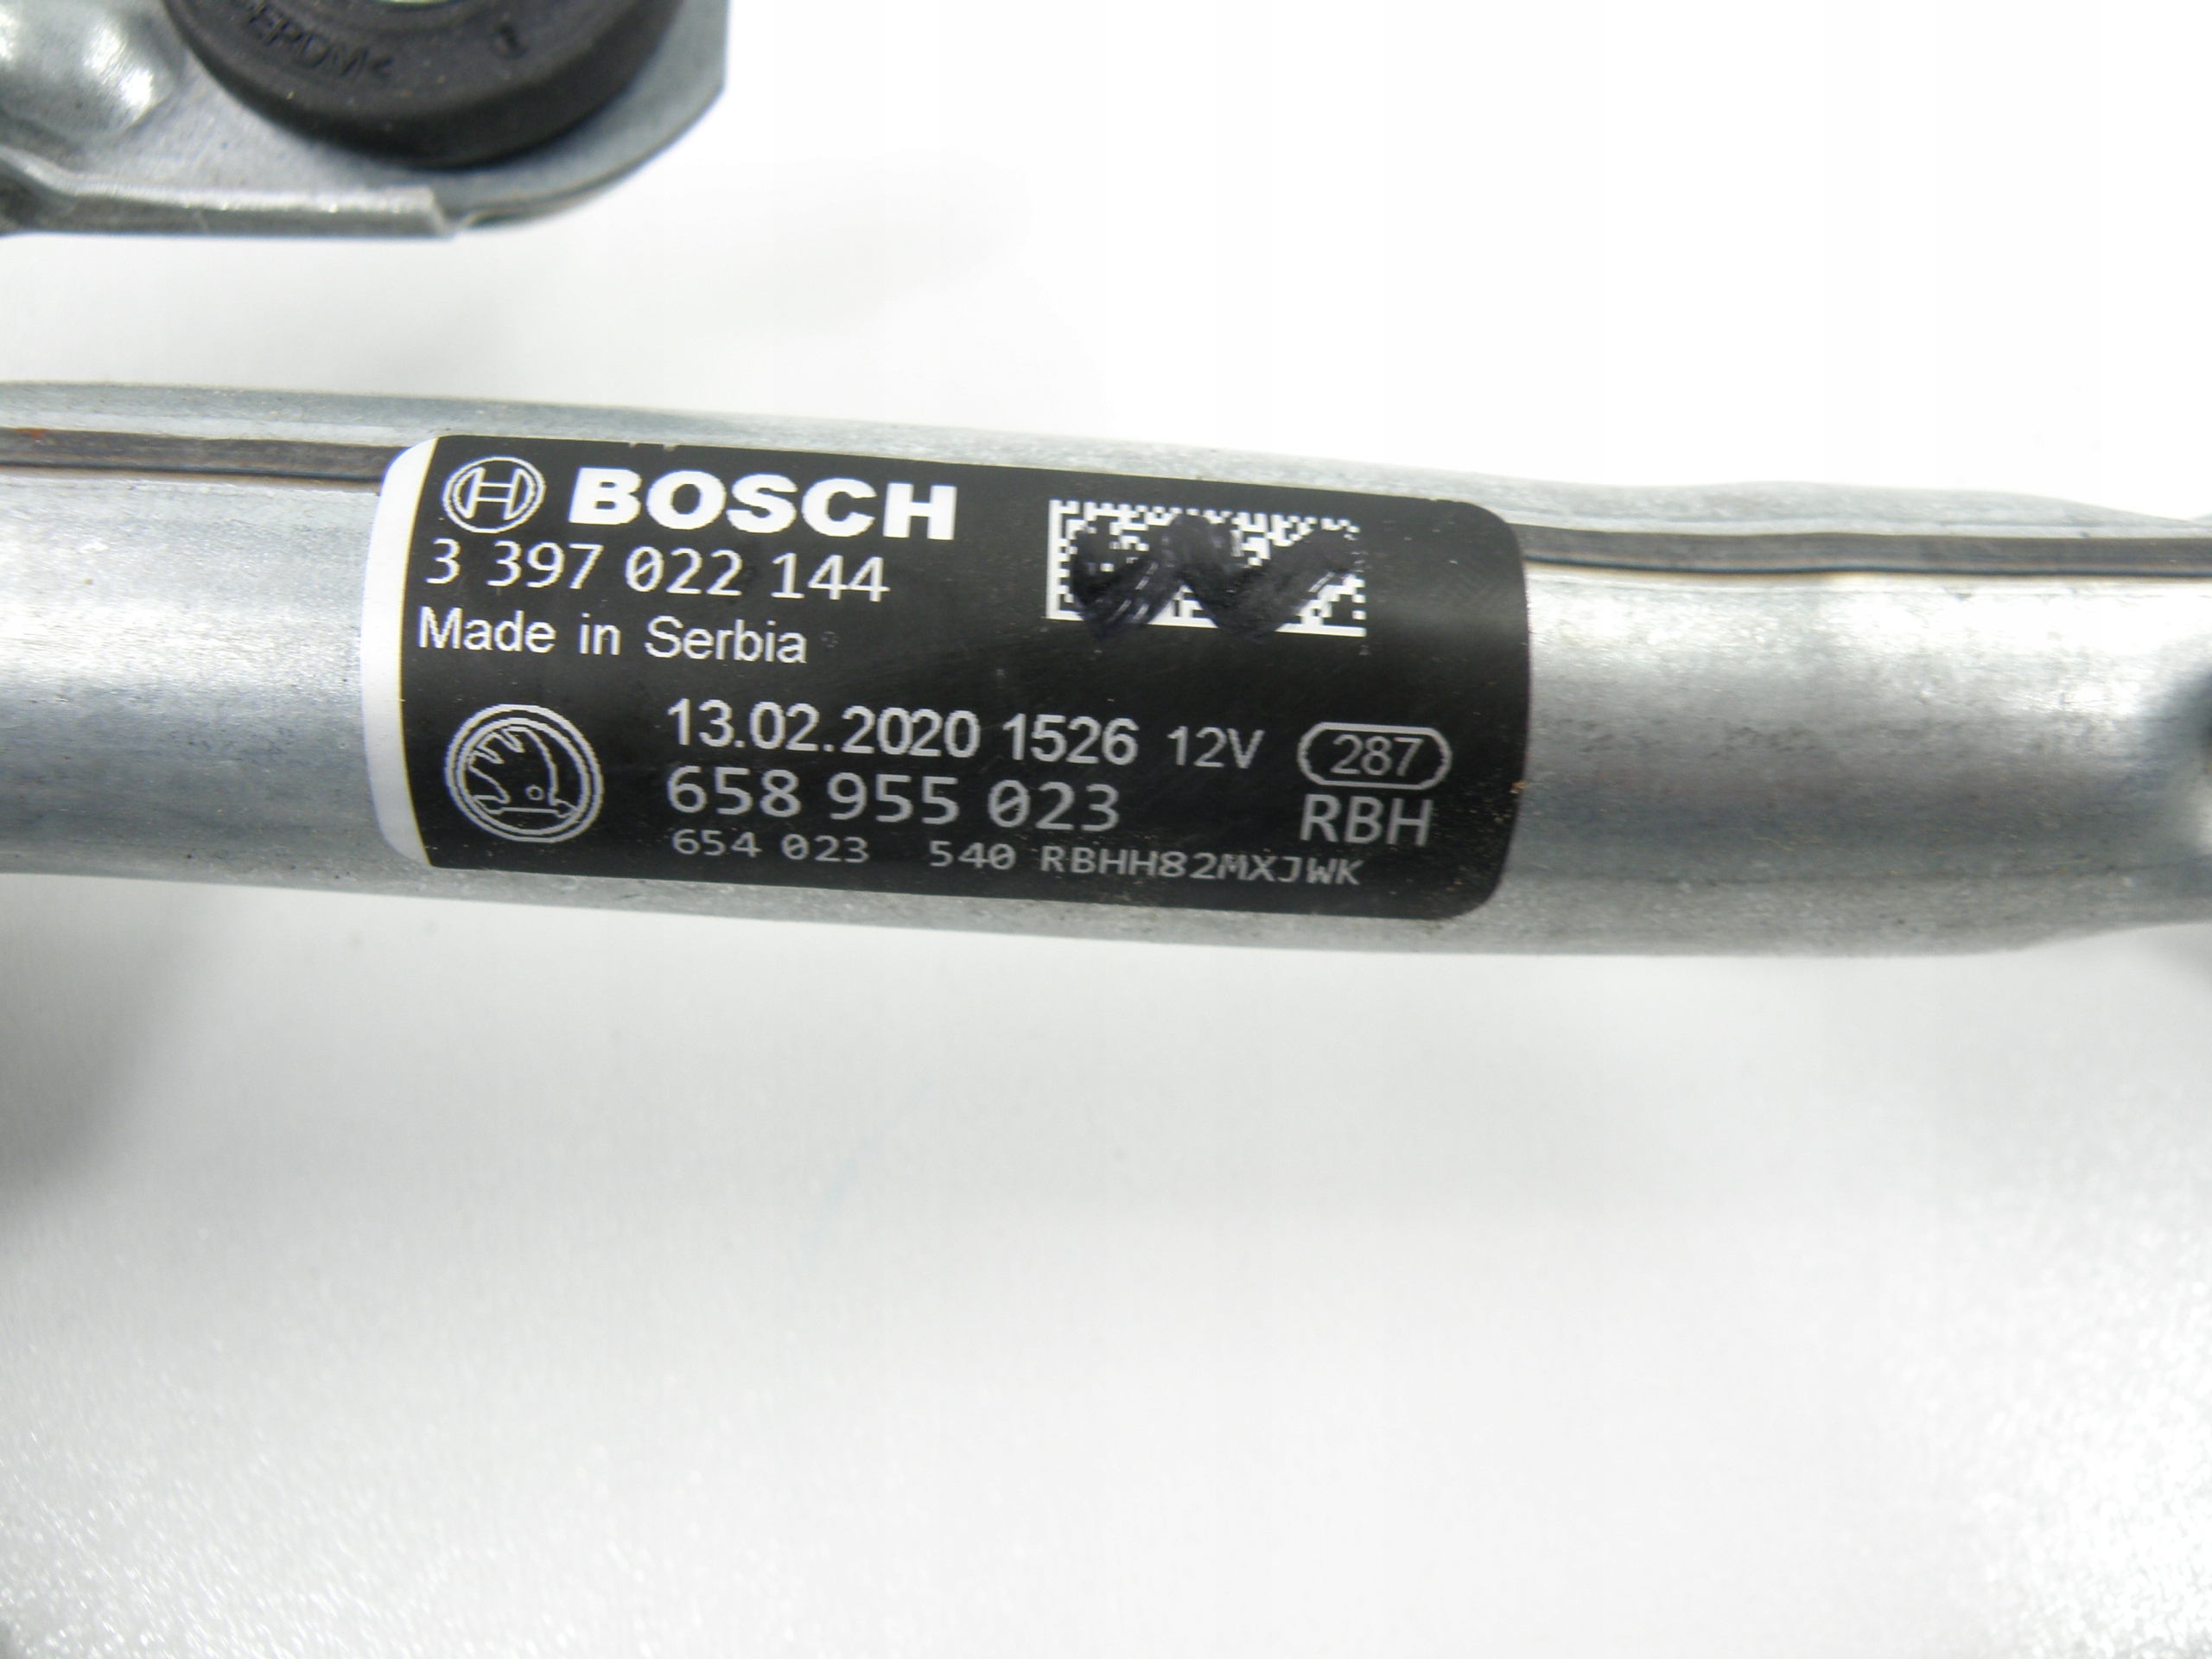 EPDM<
BOSCH
3 397 022 144
Made in Serbia
13.02.2020 1526 12V 287
658 955 023 RBH
654 023 540 RBHH82MXJWK